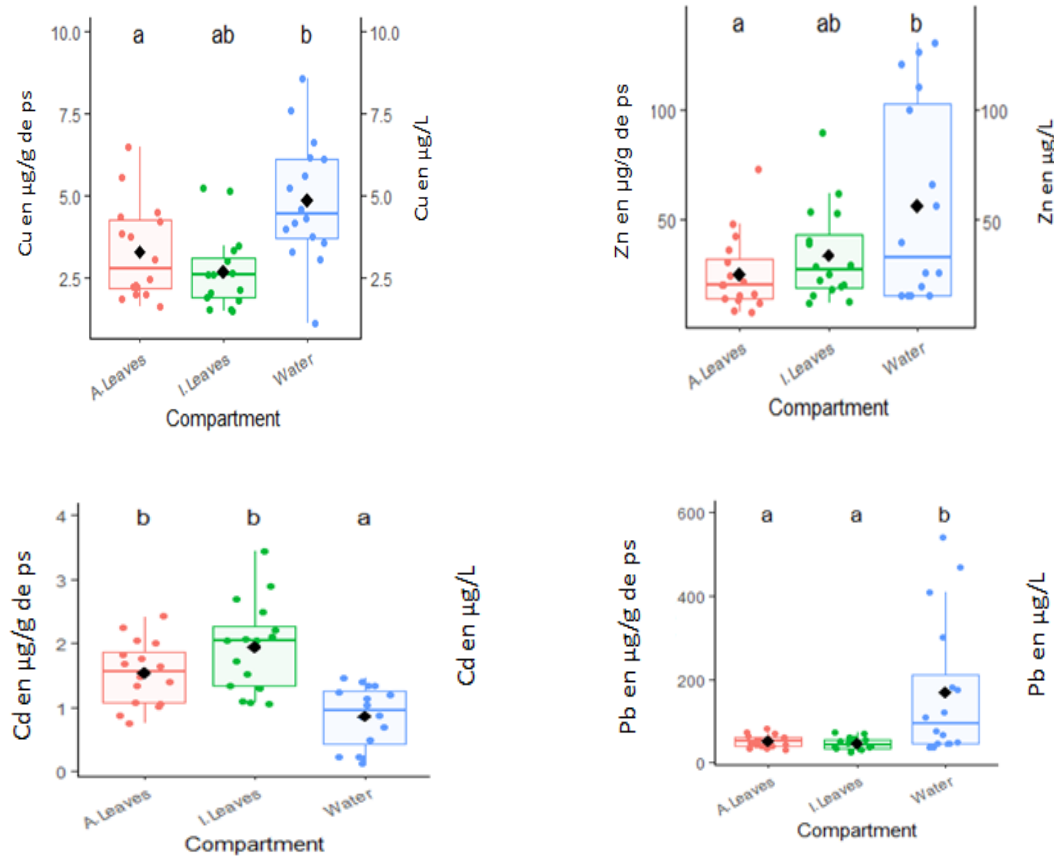 10.0
7.5
5.0
2.5
Cu en µg/g de ps
a
ab
b
10.0
7.5
5.0
2.5
Cu en µg/L
A.Leaves
I.Leaves
Water
Compartment
100
50
Zn en µg/g de ps
a
ab
b
100
50
Zn en µg/L
A.Leaves
I.Leaves
Water
Compartment
4
3
2
1
0
Cd en µg/g de ps
b
b
a
Cd en µg/L
A.Leaves
I.Leaves
Water
Compartment
600
400
200
0
Pb en µg/g de ps
a
a
b
Pb en µg/L
A.Leaves
I.Leaves
Water
Compartment